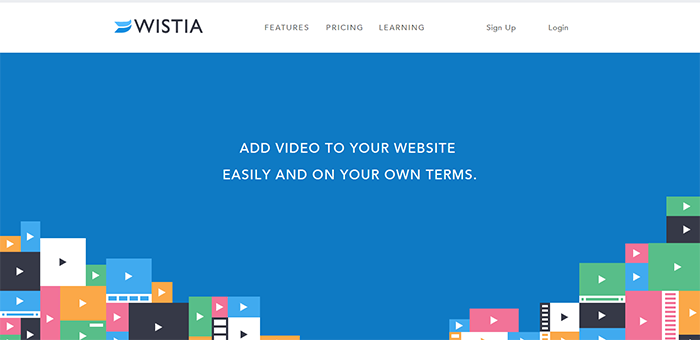 WISTIA
FEATURES PRICING LEARNING Sign Up Login
ADD VIDEO TO YOUR WEBSITE
EASILY AND ON YOUR OWN TERMS.